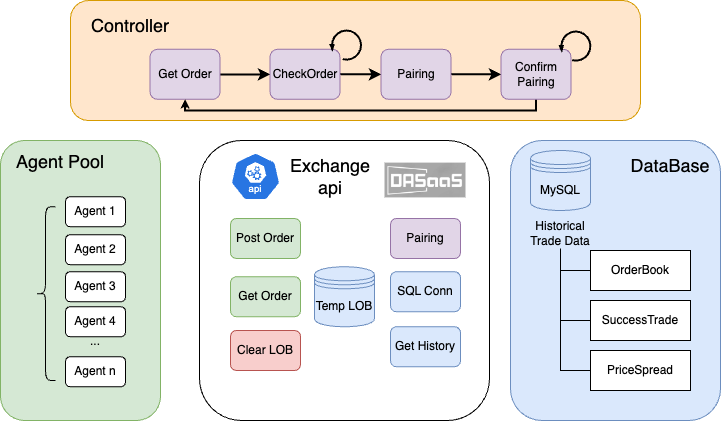 Controller
Get Order
CheckOrder
Pairing
Confirm
Pairing
Agent Pool
Agent 1
Agent 2
Agent 3
Agent 4
...
Agent n
api
Exchange
api
DASaaS
Post Order
Get Order
Clear LOB
Temp LOB
Pairing
SQL Conn
Get History
DataBase
MySQL
Historical
Trade Data
OrderBook
SuccessTrade
PriceSpread